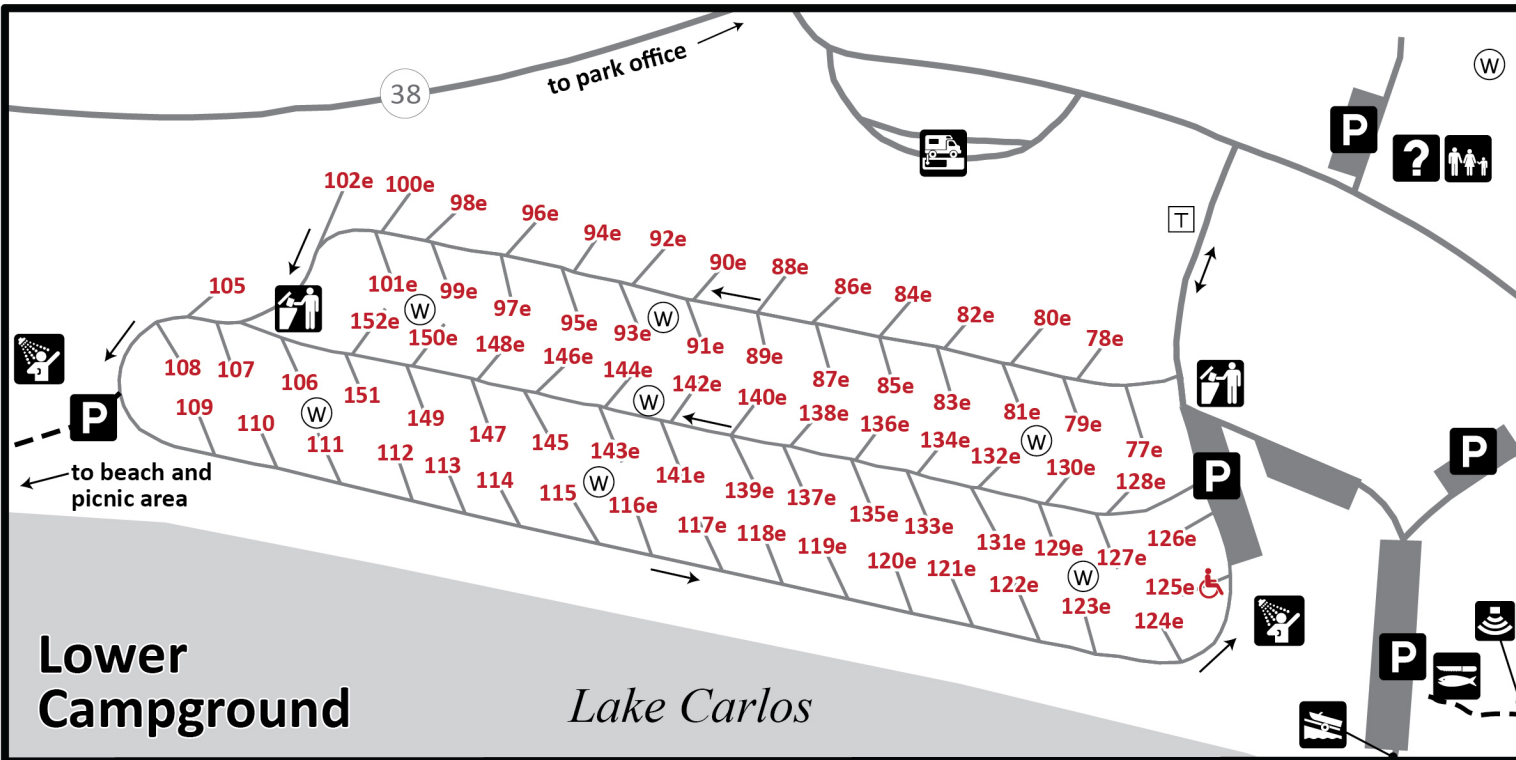 to park office
38
W
P
?
102e
100e
98e
96e
94e
92e
90e
88e
86e
84e
82e
80e
78e
T
105
101e
99e
97e
95e
93e
91e
89e
87e
85e
83e
81e
79e
77e
W
W
W
152e
150e
148e
146e
144e
142e
140e
138e
136e
134e
132e
130e
128e
W
108
107
106
151
149
147
145
143e
141e
139e
137e
135e
133e
131e
129e
127e
126e
W
W
W
109
110
111
112
113
114
115
116e
117e
118e
119e
120e
121e
122e
123e
124e
125e
P
P
P
P
to beach and
picnic area
Lower
Campground
Lake Carlos